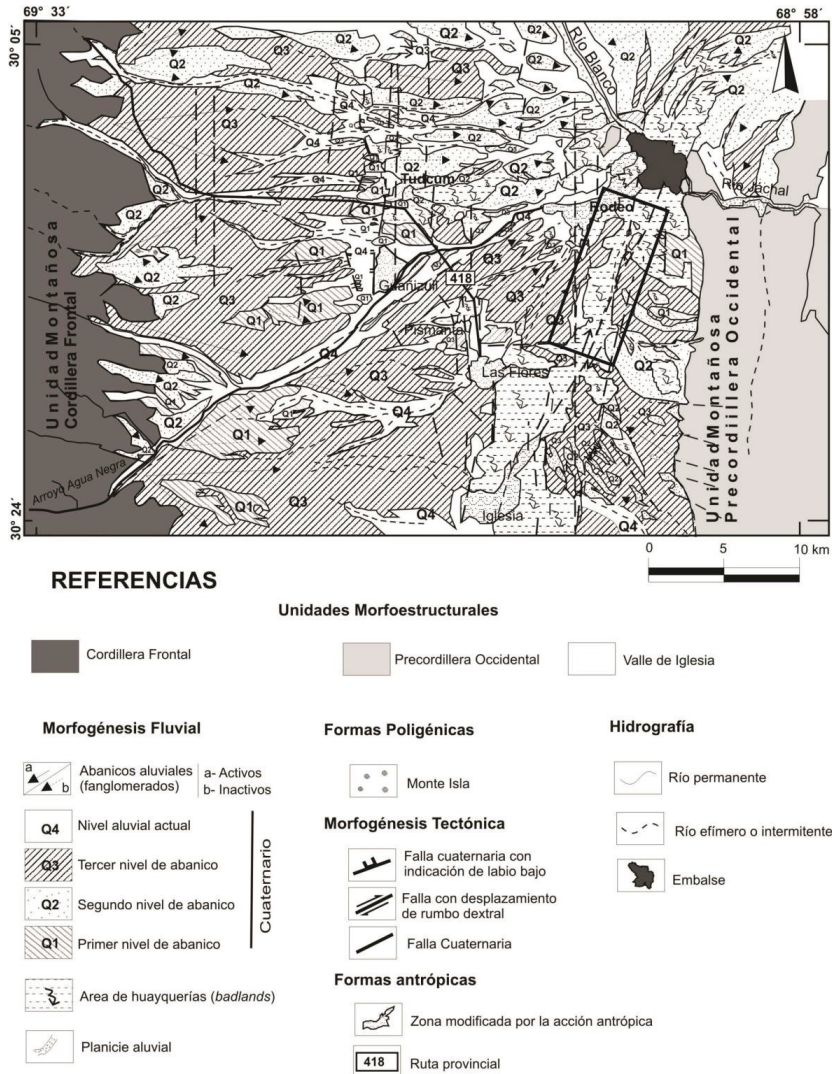 69° 33´
68° 58´
30° 05´
Río Blanco
Tudcum
Rodeo
Río Jáchal
418
Guañizuil
Pismanta
Las Flores
Iglesia
Arroyo Agua Negra
Unidad Montañosa
Cordillera Frontal
Unidad Montañosa
Precordillera Occidental
Q1
Q2
Q3
Q4
30° 24´
0 5 10 km
REFERENCIAS
Unidades Morfoestructurales
Cordillera Frontal
Precordillera Occidental
Valle de Iglesia
Morfogénesis Fluvial
a
b
Abanicos aluviales
(fanglomerados)
a- Activos
b- Inactivos
Q4 Nivel aluvial actual
Q3 Tercer nivel de abanico
Q2 Segundo nivel de abanico
Q1 Primer nivel de abanico
Cuaternario
Area de huayquerías (badlands)
Planicie aluvial
Formas Poligénicas
Monte Isla
Morfogénesis Tectónica
Falla cuaternaria con
indicación de labio bajo
Falla con desplazamiento
de rumbo dextral
Falla Cuaternaria
Formas antrópicas
Zona modificada por la acción antrópica
418 Ruta provincial
Hidrografía
Río permanente
Río efímero o intermitente
Embalse